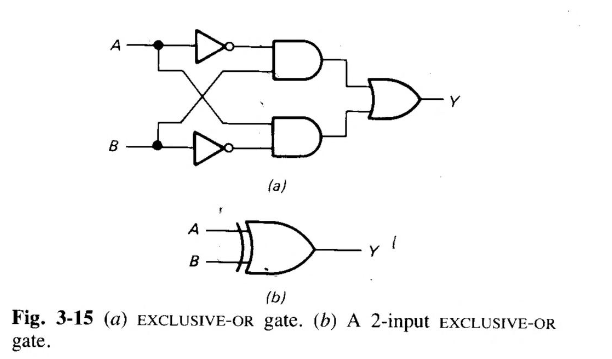 A
B
Y
(a)
A
B
Y
(b)
Fig. 3-15 (a) EXCLUSIVE-OR gate. (b) A 2-input EXCLUSIVE-OR
gate.